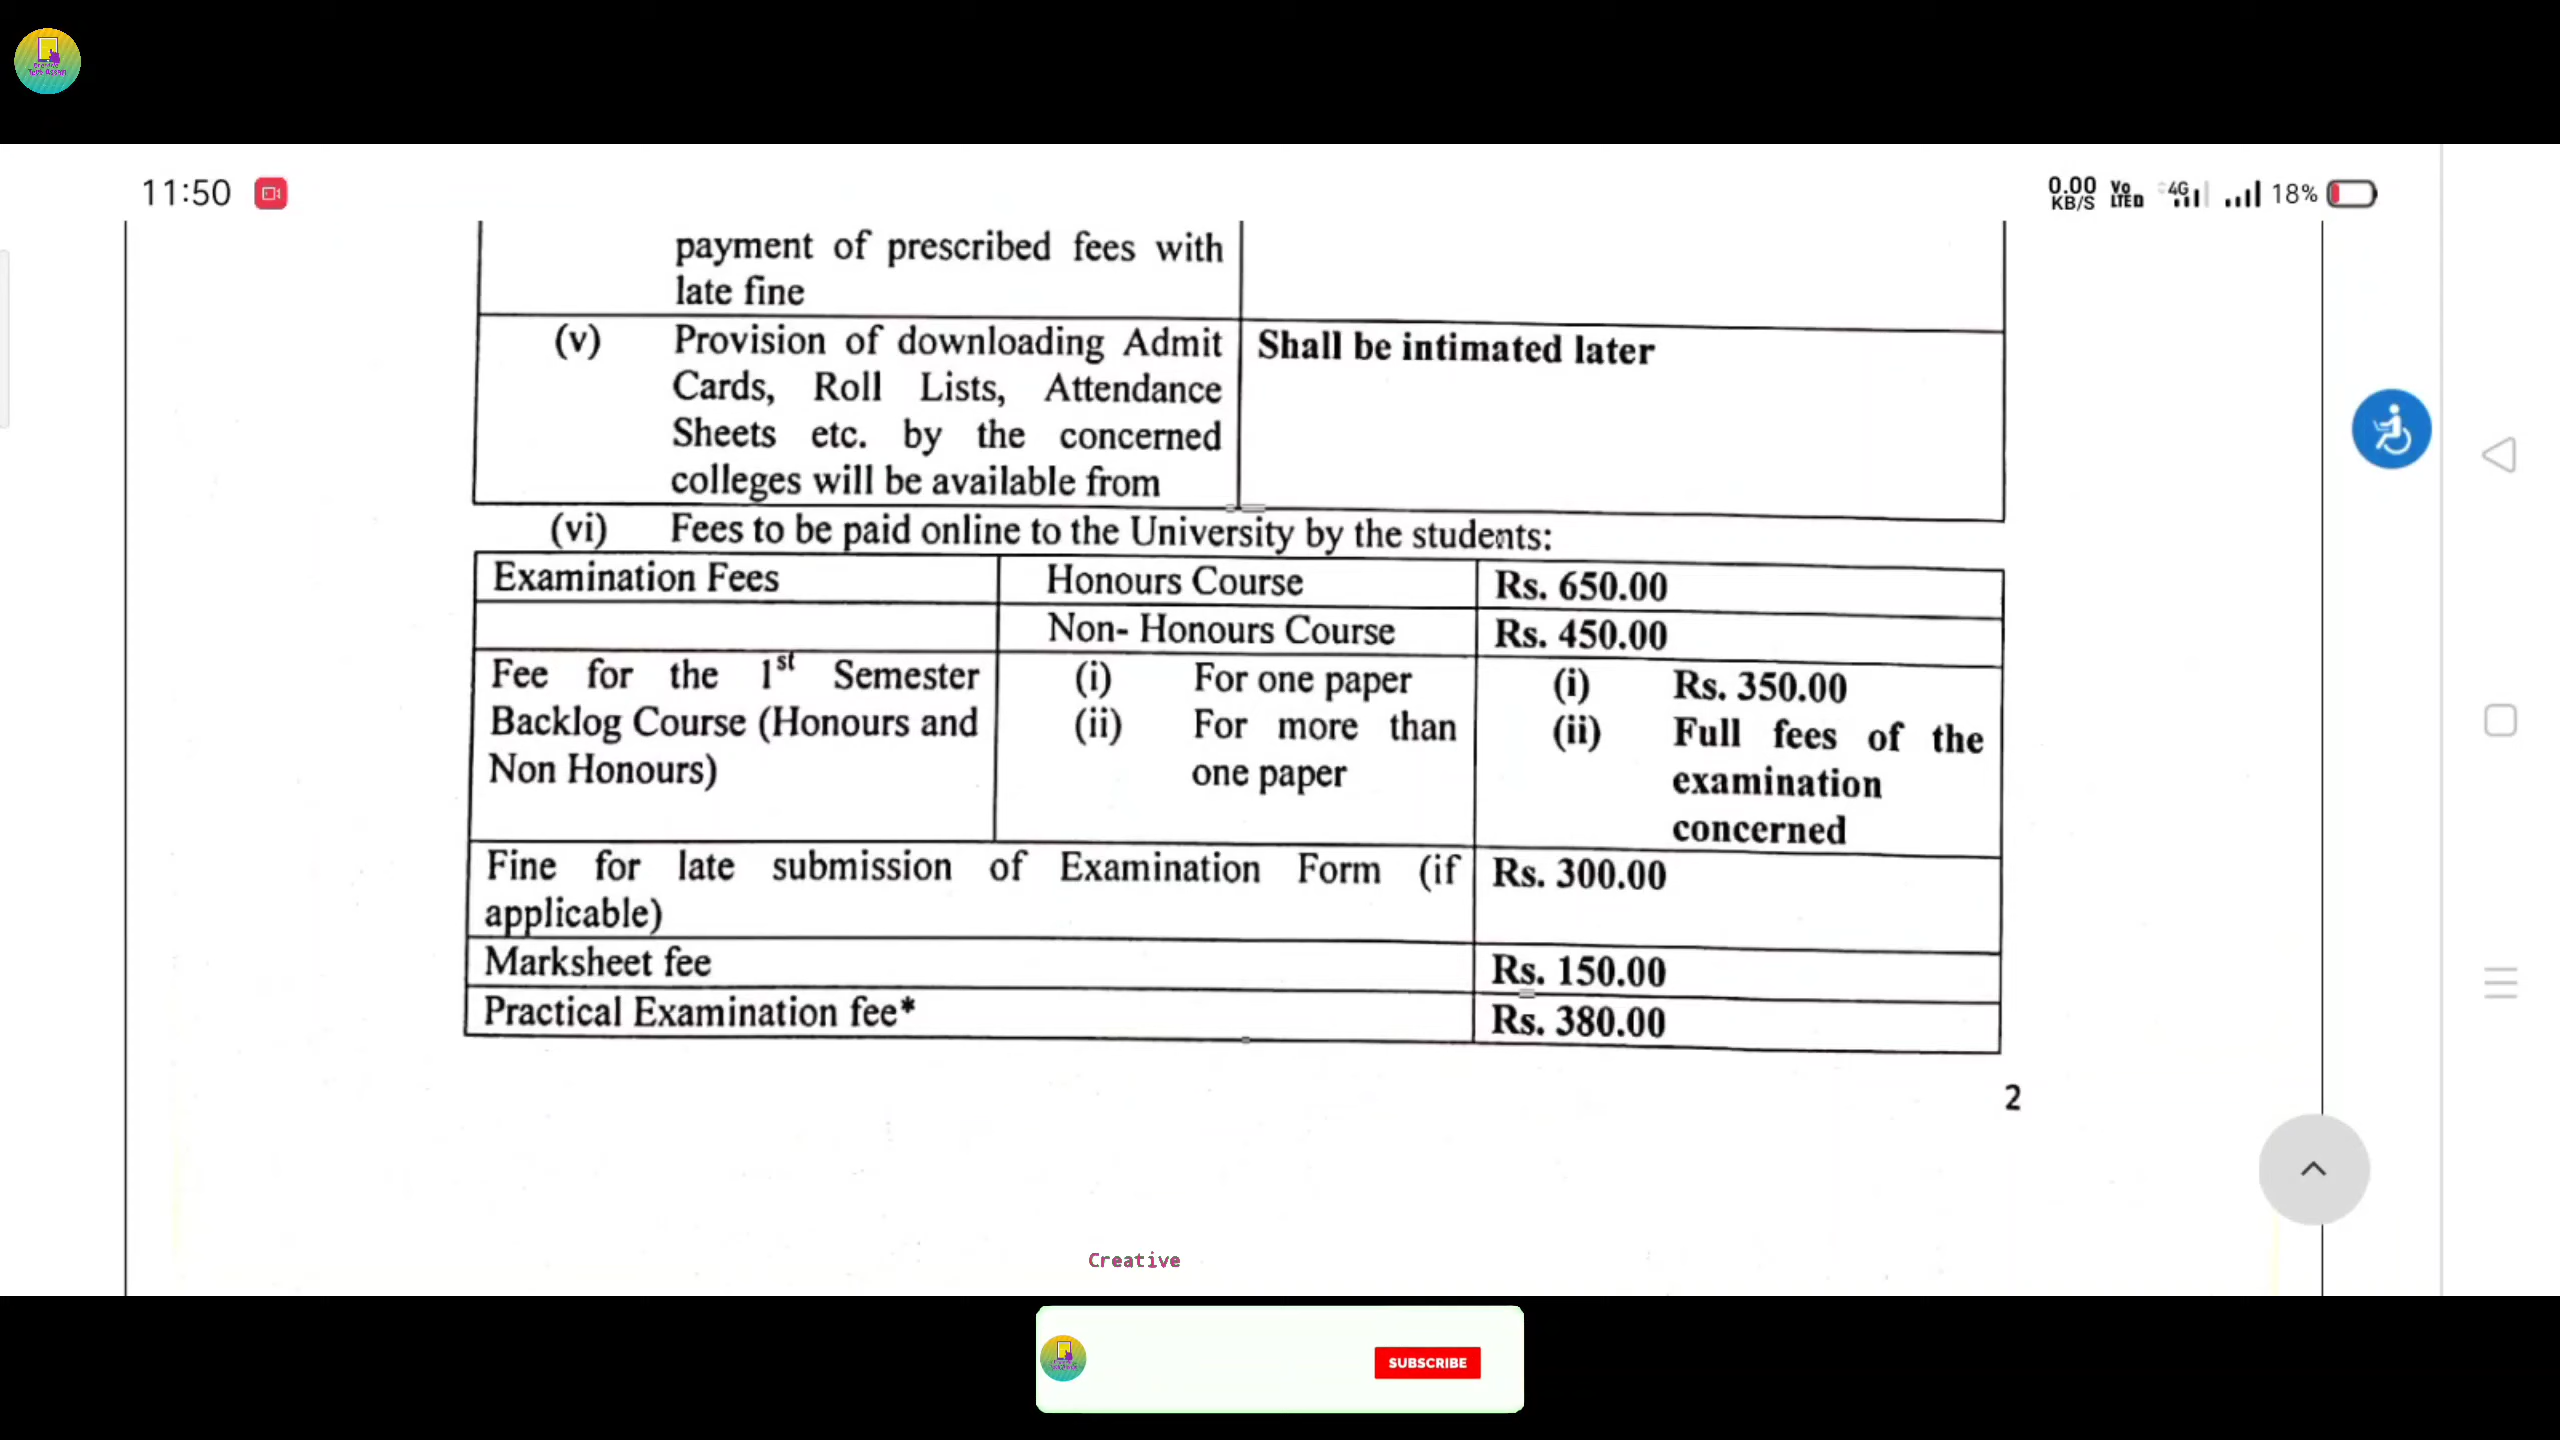 11:50
0.00 KB/S Vo LTE 4G 18%
payment of prescribed fees with
late fine
(v) Provision of downloading Admit Shall be intimated later
Cards, Roll Lists, Attendance
Sheets etc. by the concerned
colleges will be available from
(vi) Fees to be paid online to the University by the students:
Examination Fees Honours Course Rs. 650.00
Non- Honours Course Rs. 450.00
Fee for the 1st Semester (i) For one paper (i) Rs. 350.00
Backlog Course (Honours and (ii) For more than (ii) Full fees of the
Non Honours) one paper examination
concerned
Fine for late submission of Examination Form (if Rs. 300.00
applicable)
Marksheet fee Rs. 150.00
Practical Examination fee* Rs. 380.00
2
Creative
SUBSCRIBE